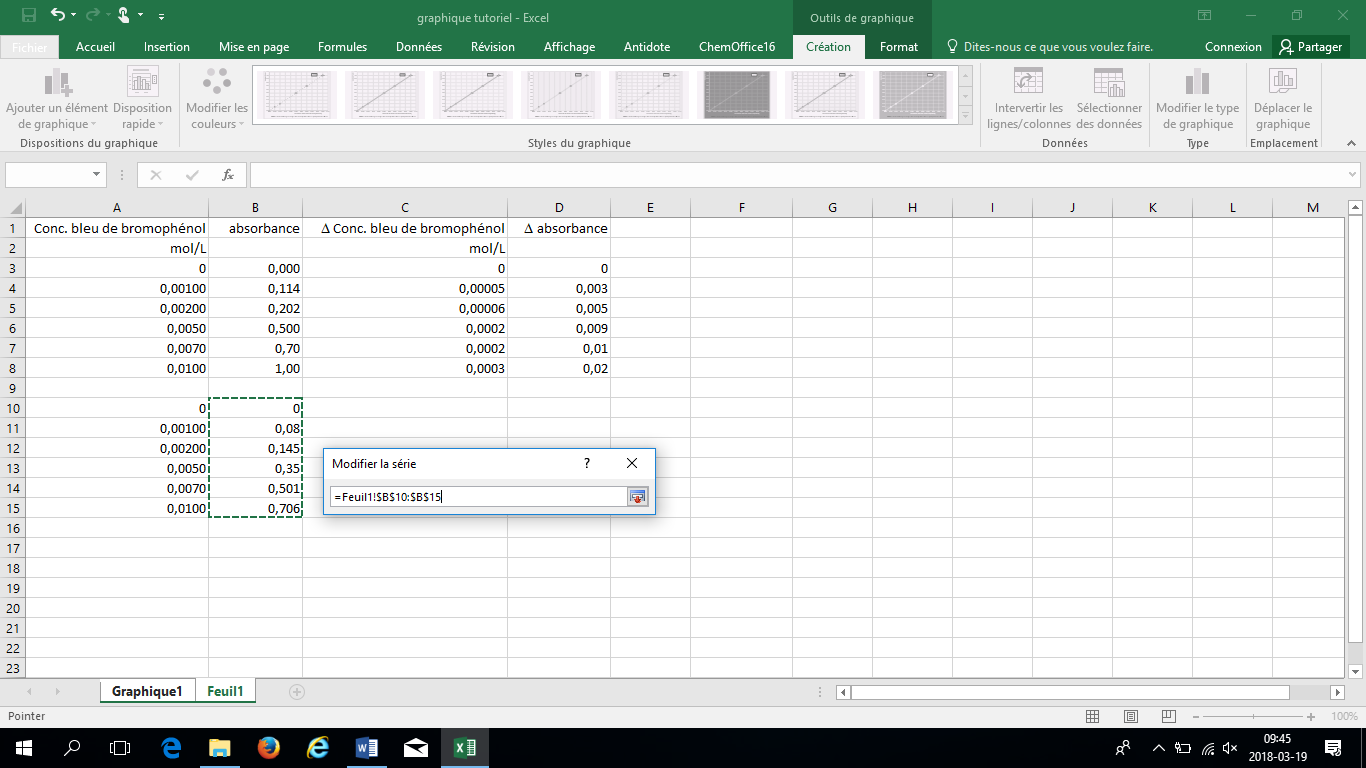 graphique tutoriel - Excel
Outils de graphique
Fichier Accueil Insertion Mise en page Formules Données Révision Affichage Antidote ChemOffice16 Création Format Dites-nous ce que vous voulez faire. Connexion Partager
Ajouter un élément de graphique
Disposition rapide
Modifier les couleurs
Intervertir les lignes/colonnes
Sélectionner des données
Modifier le type de graphique
Déplacer le graphique
Dispositions du graphique Styles du graphique Données Type Emplacement
fx
A B C D E F G H I J K L M
1 Conc. bleu de bromophénol absorbance Δ Conc. bleu de bromophénol Δ absorbance
2 mol/L mol/L
3 0 0,000 0 0
4 0,00100 0,114 0,00005 0,003
5 0,00200 0,202 0,00006 0,005
6 0,0050 0,500 0,0002 0,009
7 0,0070 0,70 0,0002 0,01
8 0,0100 1,00 0,0003 0,02
9
10 0 0
11 0,00100 0,08
12 0,00200 0,145
13 0,0050 0,35
14 0,0070 0,501
15 0,0100 0,706
16
17
18
19
20
21
22
23
Modifier la série ?
=Feuil1!$B$10:$B$15
Graphique1 Feuil1
Pointer 100%
09:45
2018-03-19